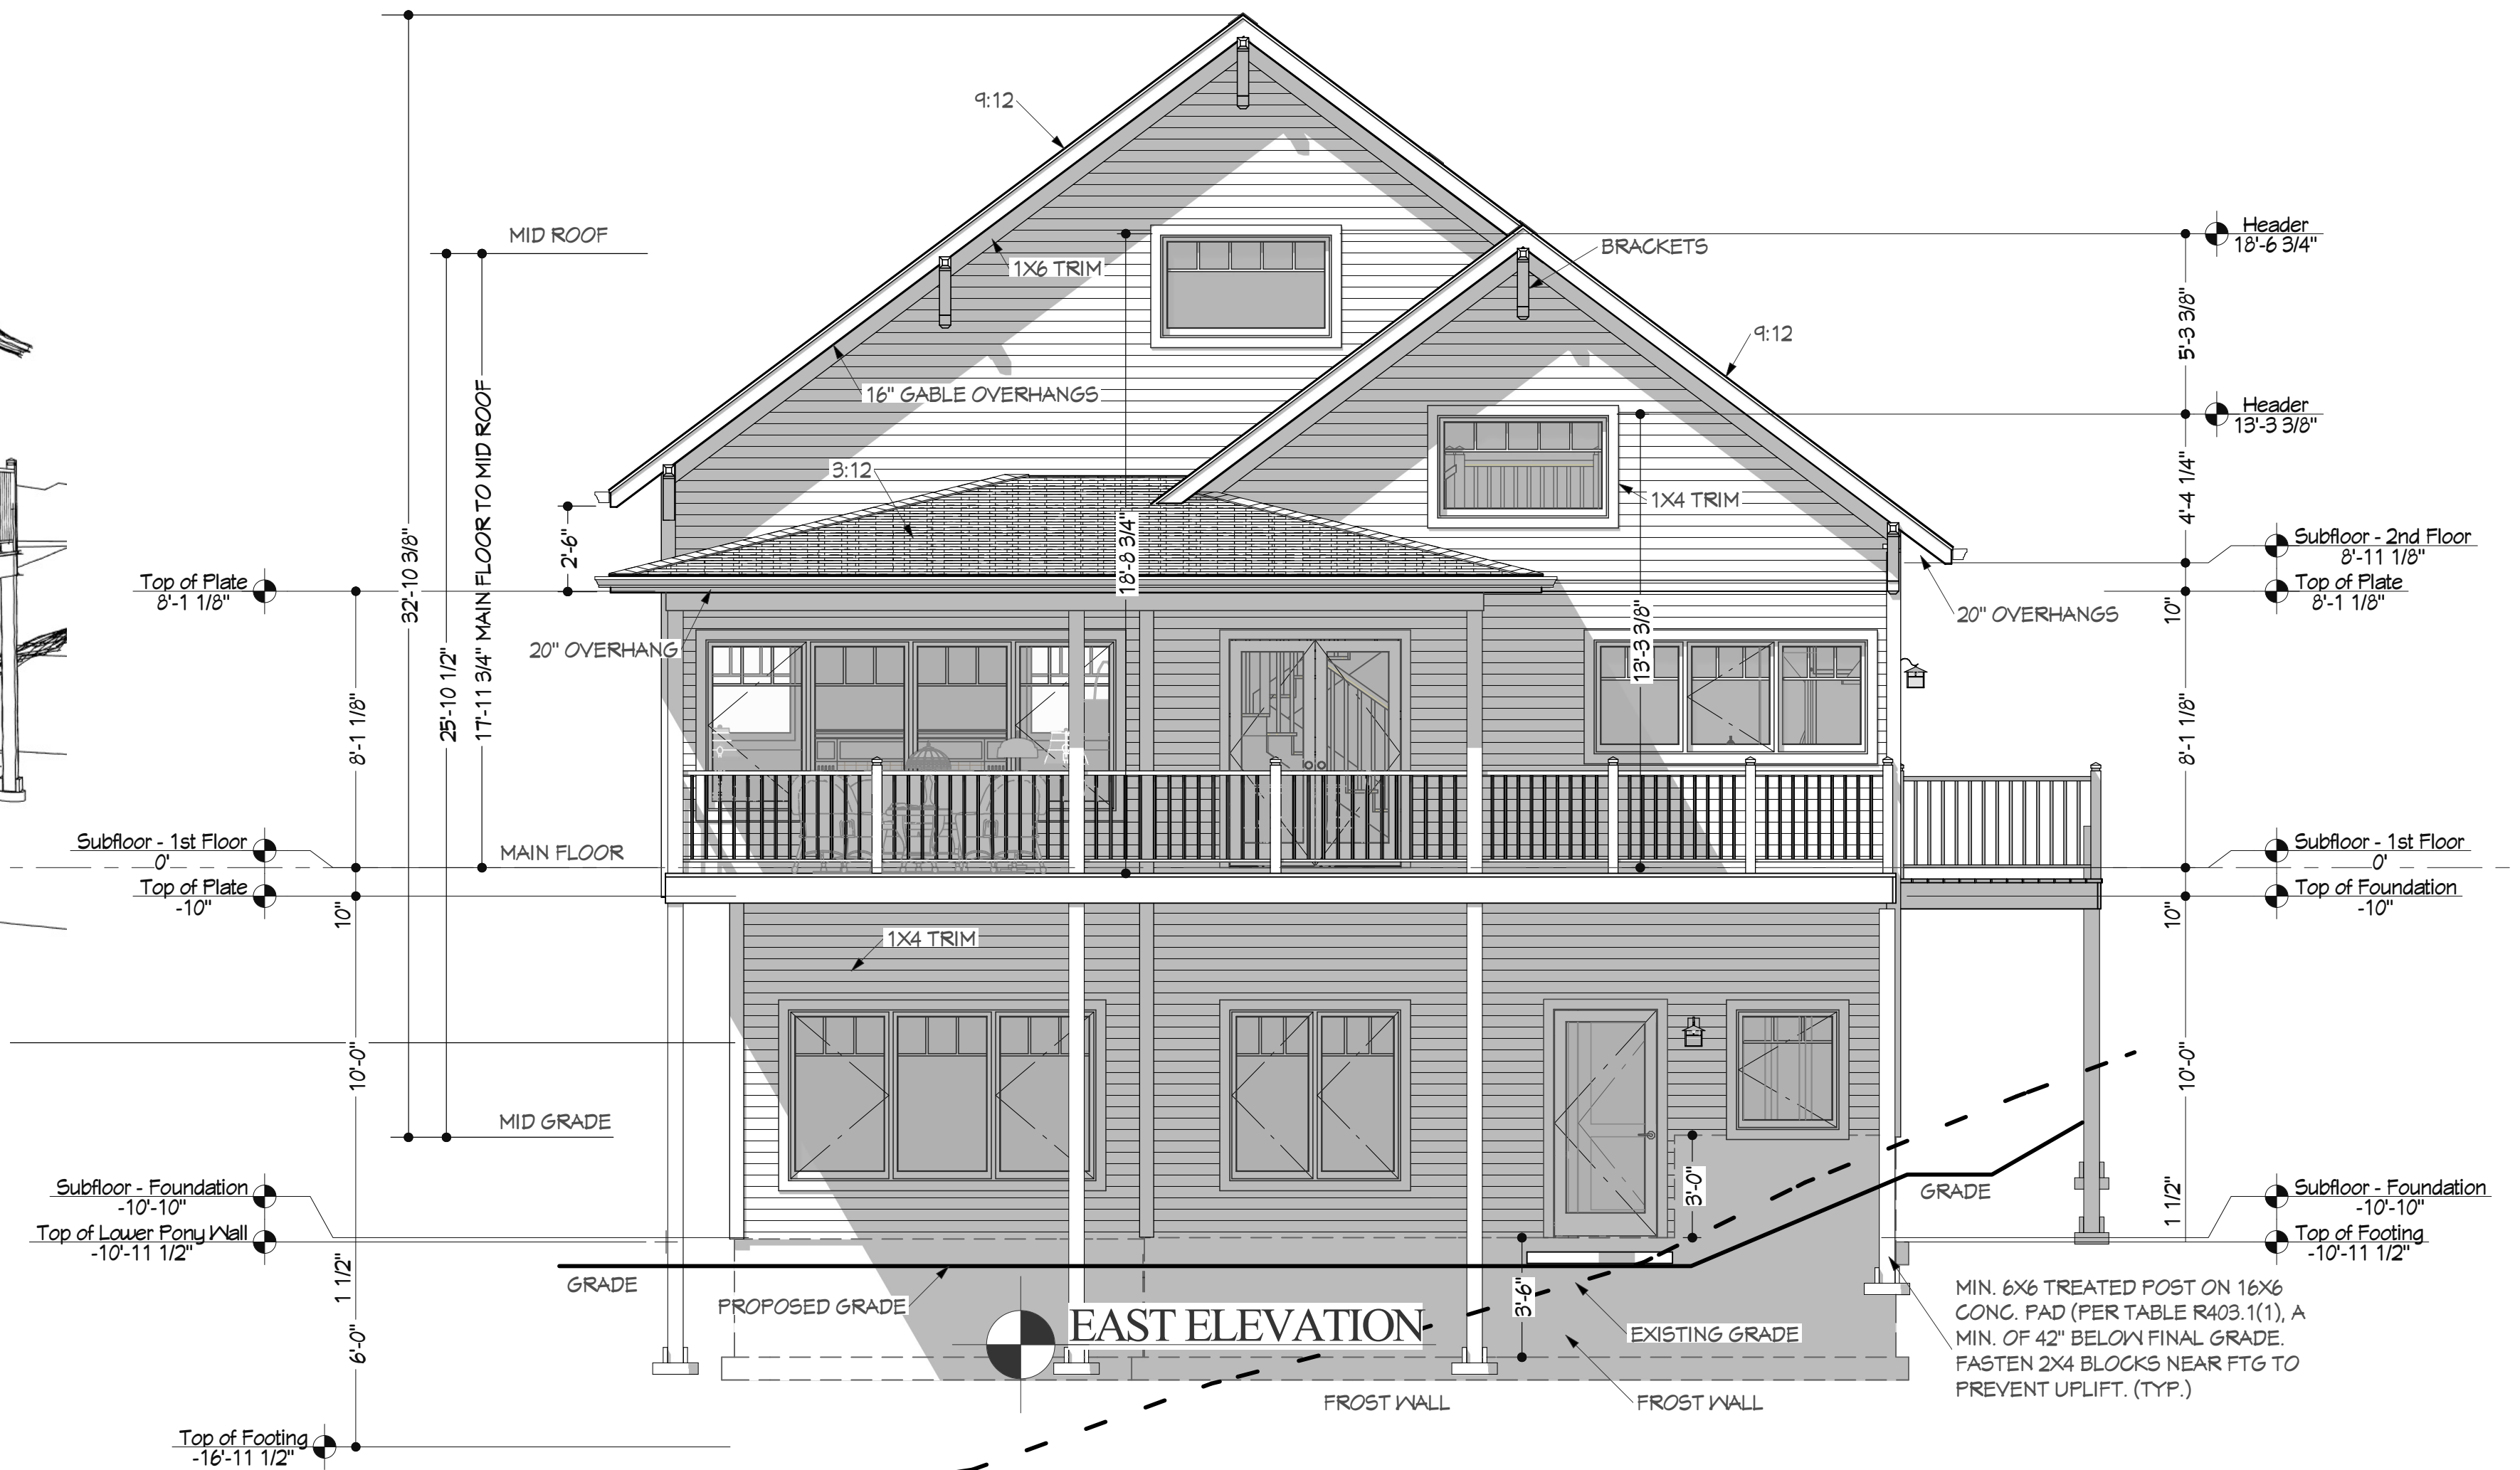 9:12
MID ROOF
1X6 TRIM
BRACKETS
Header
18'-6 3/4"
5'-3 3/8"
9:12
16" GABLE OVERHANGS
Header
13'-3 3/8"
3:12
1X4 TRIM
4'-4 1/4"
2'-6"
32'-10 3/8"
25'-10 1/2"
17'-11 3/4" MAIN FLOOR TO MID ROOF
18'-8 3/4"
13'-3 3/8"
Subfloor - 2nd Floor
8'-11 1/8"
Top of Plate
8'-1 1/8"
Top of Plate
8'-1 1/8"
10"
20" OVERHANGS
20" OVERHANG
8'-1 1/8"
8'-1 1/8"
Subfloor - 1st Floor
0'
MAIN FLOOR
Subfloor - 1st Floor
0'
Top of Plate
-10"
Top of Foundation
-10"
10"
10"
1X4 TRIM
10'-0"
10'-0"
MID GRADE
3'-0"
Subfloor - Foundation
-10'-10"
GRADE
1 1/2"
Subfloor - Foundation
-10'-10"
Top of Lower Pony Wall
-10'-11 1/2"
Top of Footing
-10'-11 1/2"
1 1/2"
GRADE
PROPOSED GRADE
3'-6"
EAST ELEVATION
EXISTING GRADE
MIN. 6X6 TREATED POST ON 16X6
CONC. PAD (PER TABLE R403.1(1), A
MIN. OF 42" BELOW FINAL GRADE.
FASTEN 2X4 BLOCKS NEAR FTG TO
PREVENT UPLIFT. (TYP.)
6'-0"
FROST WALL
FROST WALL
Top of Footing
-16'-11 1/2"